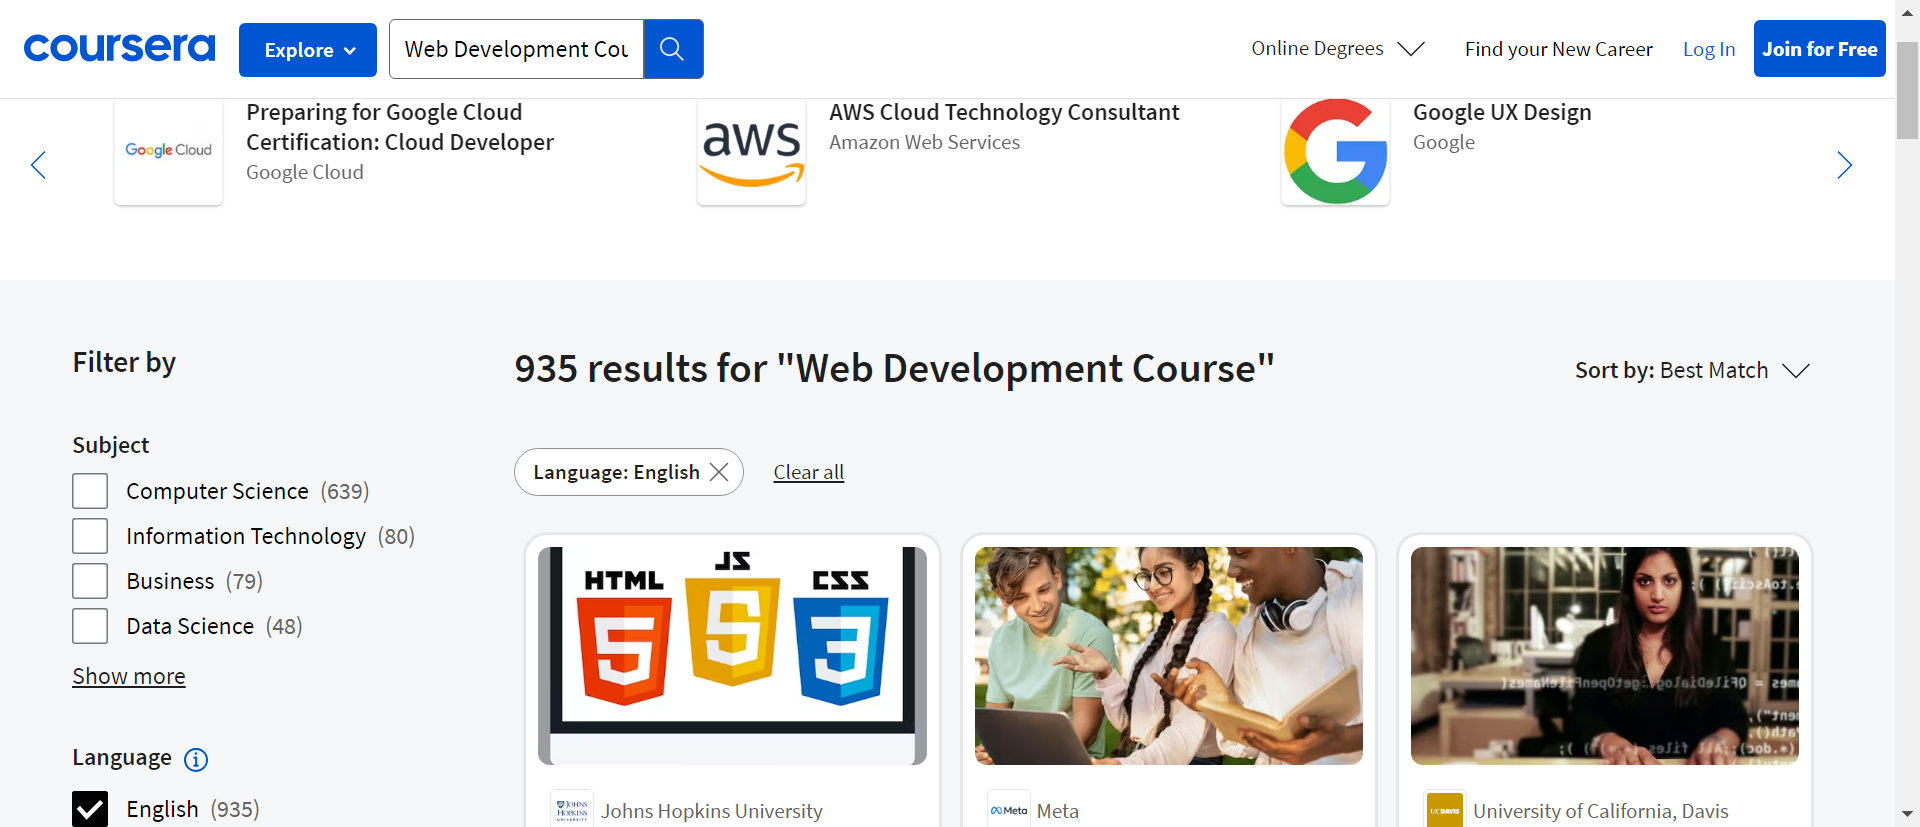 coursera
Explore
Web Development Cou
Online Degrees
Find your New Career
Log In
Join for Free
Google Cloud
Preparing for Google Cloud
Certification: Cloud Developer
Google Cloud
aws
AWS Cloud Technology Consultant
Amazon Web Services
Google UX Design
Google
Filter by
935 results for "Web Development Course"
Sort by: Best Match
Subject
Language: English
Clear all
Computer Science (639)
Information Technology (80)
Business (79)
Data Science (48)
Show more
HTML
5
JS
5
CSS
3
Language
English (935)
JOHNS
HOPKINS
UNIVERSITY
Johns Hopkins University
Meta
Meta
UCDAVIS
University of California, Davis